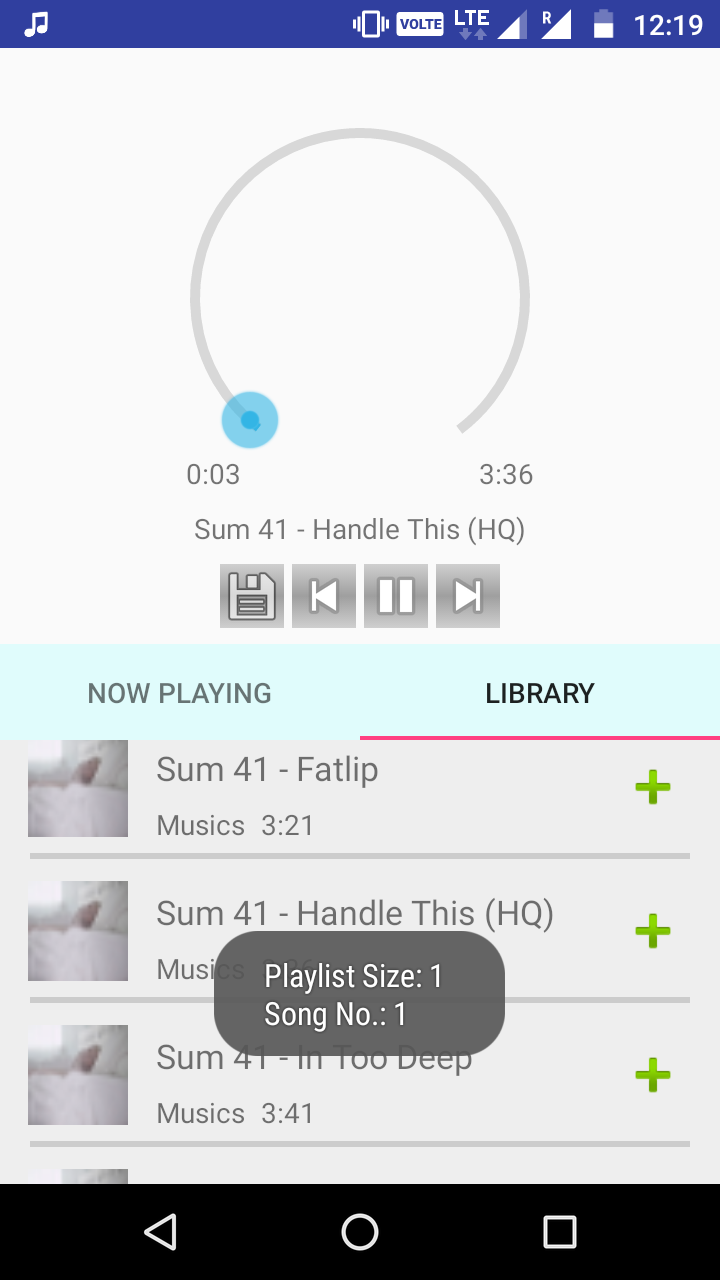 VOLTE LTE R 12:19
0:03 3:36
Sum 41 - Handle This (HQ)
NOW PLAYING LIBRARY
Sum 41 - Fatlip
Musics 3:21
Sum 41 - Handle This (HQ)
Musics
Playlist Size: 1
Song No.: 1
Sum 41 - In Too Deep
Musics 3:41